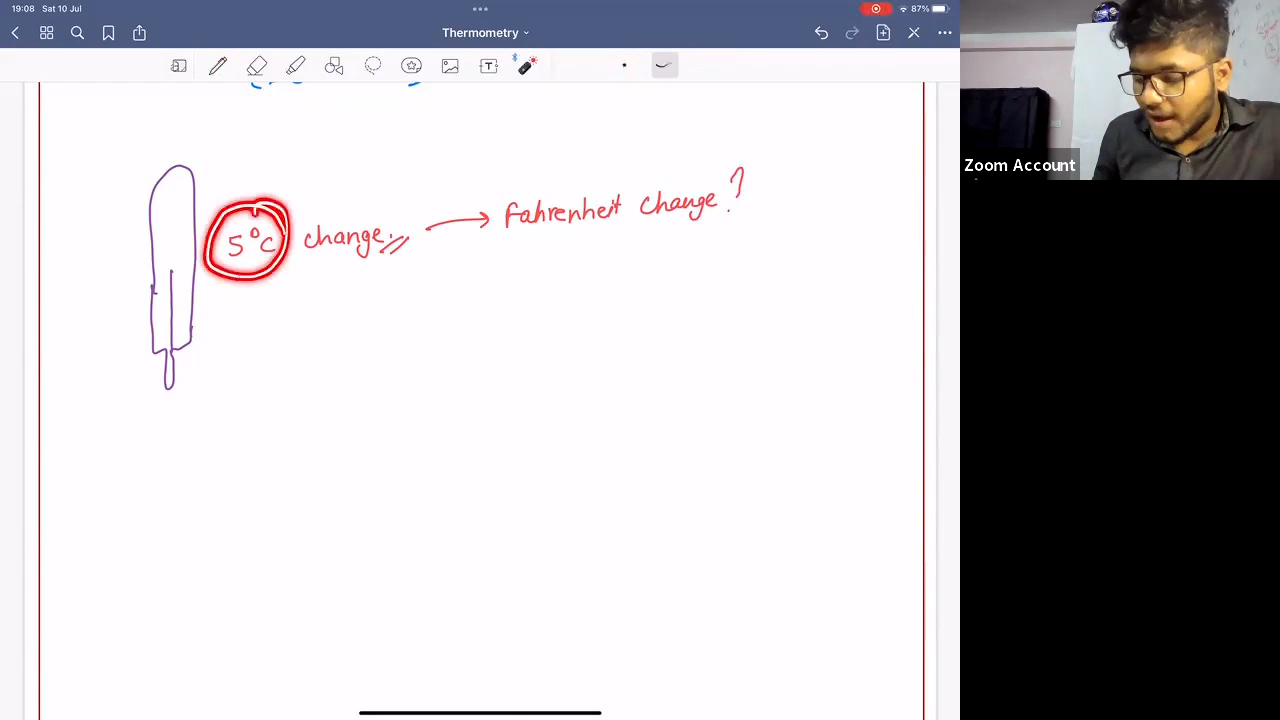 19:08 Sat 10 Jul
87%
Thermometry
T
Zoom Account
5°C change. → Fahrenheit change?